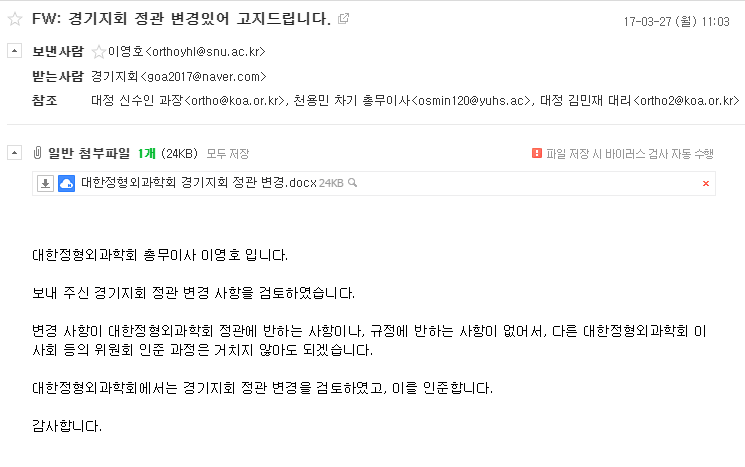 FW: 경기지회 정관 변경있어 고지드립니다.
17-03-27 (월) 11:03
보낸사람 이영호<orthoyhl@snu.ac.kr>
받는사람 경기지회<goa2017@naver.com>
참조 대정 신수인 과장<ortho@koa.or.kr>, 천용민 차기 총무이사<osmin120@yuhs.ac>, 대정 김민재 대리<ortho2@koa.or.kr>
일반 첨부파일 1개 (24KB) 모두 저장
파일 저장 시 바이러스 검사 자동 수행
대한정형외과학회 경기지회 정관 변경.docx 24KB
대한정형외과학회 총무이사 이영호 입니다.
보내 주신 경기지회 정관 변경 사항을 검토하였습니다.
변경 사항이 대한정형외과학회 정관에 반하는 사항이나, 규정에 반하는 사항이 없어서, 다른 대한정형외과학회 이
사회 등의 위원회 인준 과정은 거치지 않아도 되겠습니다.
대한정형외과학회에서는 경기지회 정관 변경을 검토하였고, 이를 인준합니다.
감사합니다.